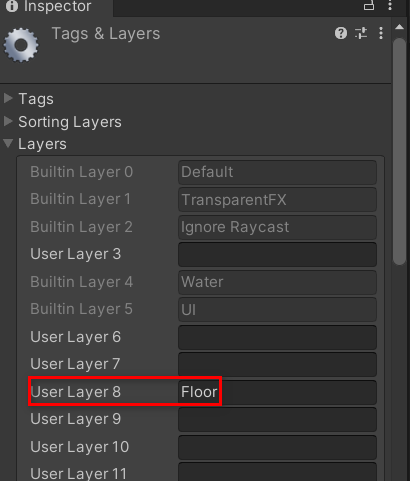 Inspector
Tags & Layers
Tags
Sorting Layers
Layers
Builtin Layer 0 Default
Builtin Layer 1 TransparentFX
Builtin Layer 2 Ignore Raycast
User Layer 3
Builtin Layer 4 Water
Builtin Layer 5 UI
User Layer 6
User Layer 7
User Layer 8 Floor
User Layer 9
User Layer 10
User Layer 11